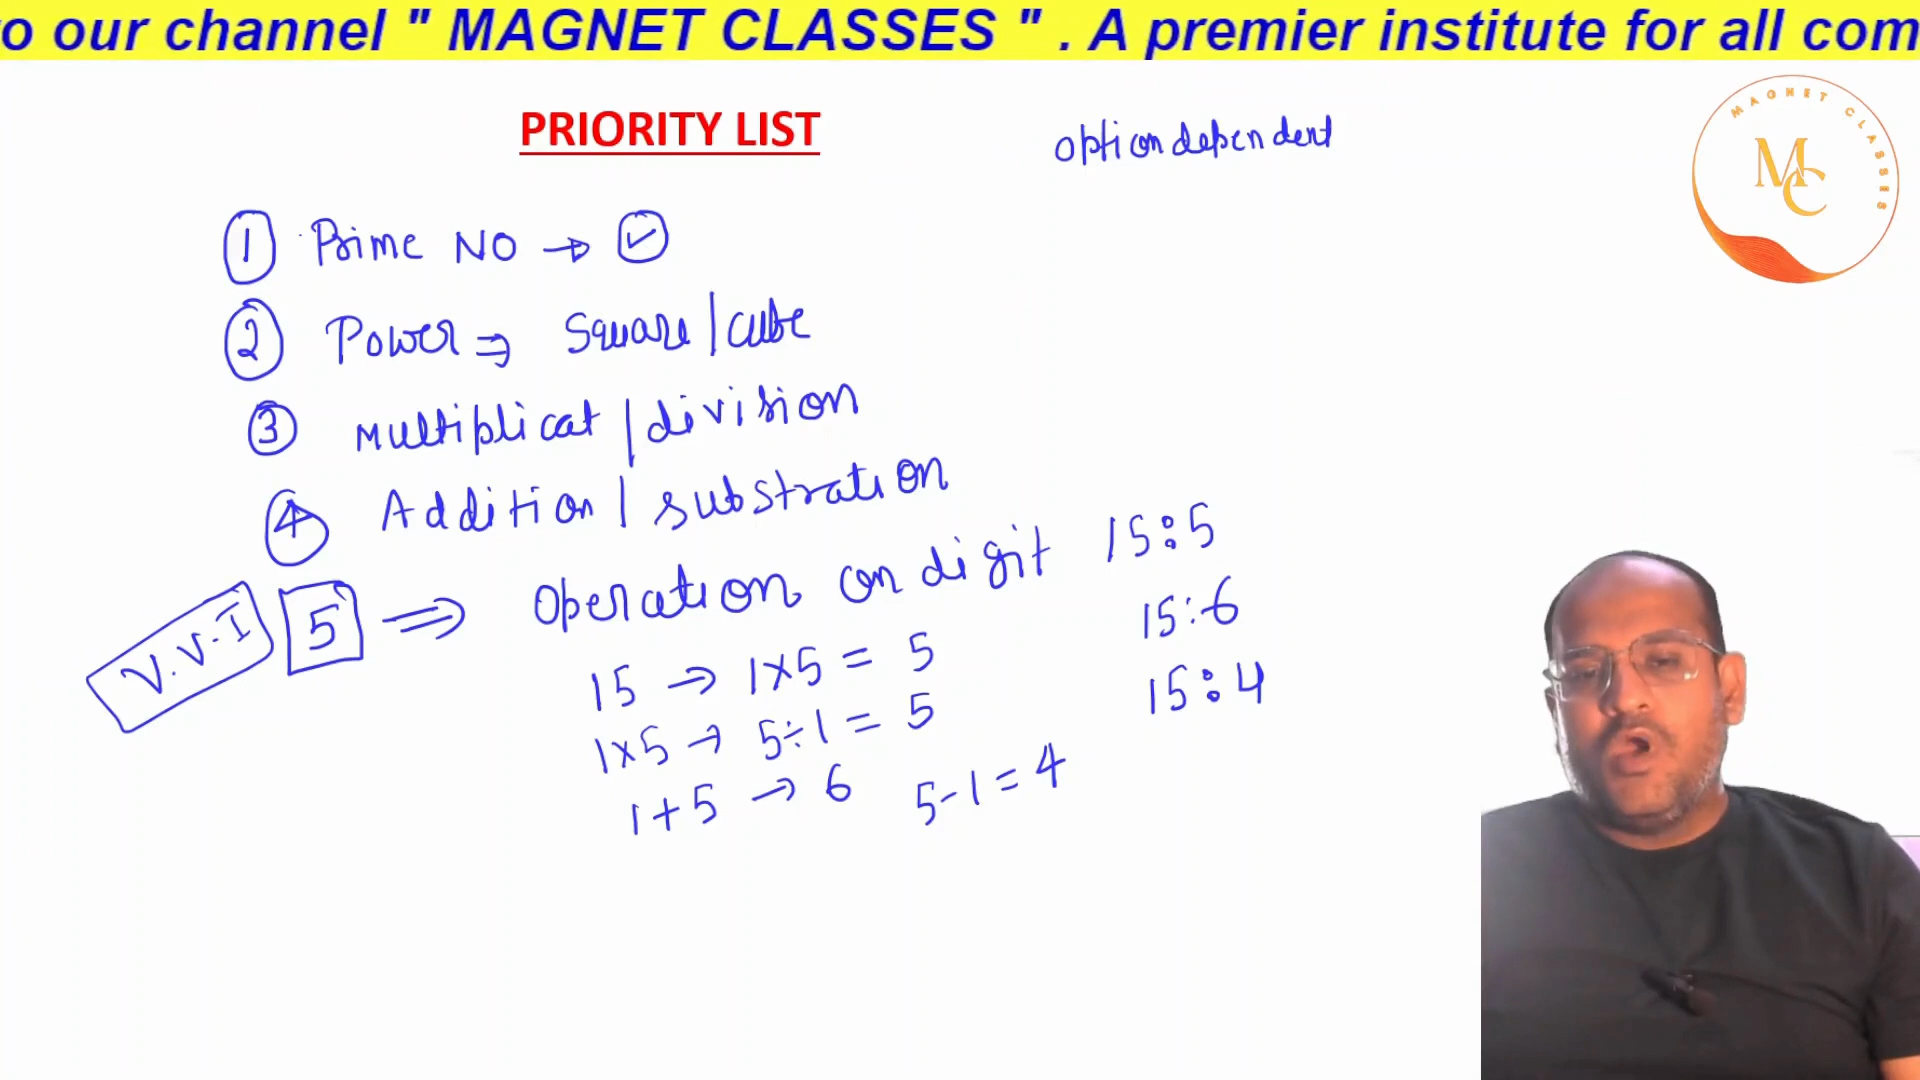 o our channel " MAGNET CLASSES " . A premier institute for all com
MAGNET CLASSES
MC
PRIORITY LIST
option dependent
1 Prime NO → ✓
2 Power ⇒ Square / cube
3 Multiplicat / division
4 Addition / substration
V.V.I 5 ⇒ Operation on digit
15 → 1×5 = 5
1×5 → 5÷1 = 5
1+5 → 6 5-1 = 4
15:5
15:6
15:4